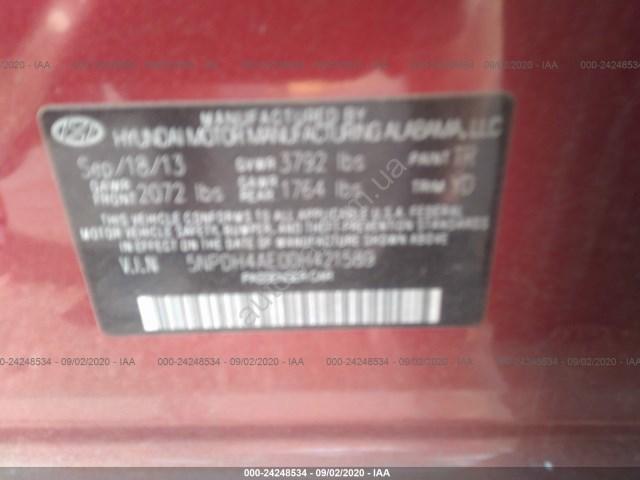 MANUFACTURED BY
HYUNDAI MOTOR MANUFACTURING ALABAMA, LLC
Sep/18/13 GVWR 3792 lbs PAINT TR
GAWR FRONT 2072 lbs GAWR REAR 1764 lbs TRIM YD
THIS VEHICLE CONFORMS TO ALL APPLICABLE U.S.A. FEDERAL
MOTOR VEHICLE SAFETY, BUMPER, AND THEFT PREVENTION STANDARDS
IN EFFECT ON THE DATE OF MANUFACTURE SHOWN ABOVE.
V.I.N 5NPDH4AE0DH421589
PASSENGER CAR
000-24248534 - 09/02/2020 - IAA